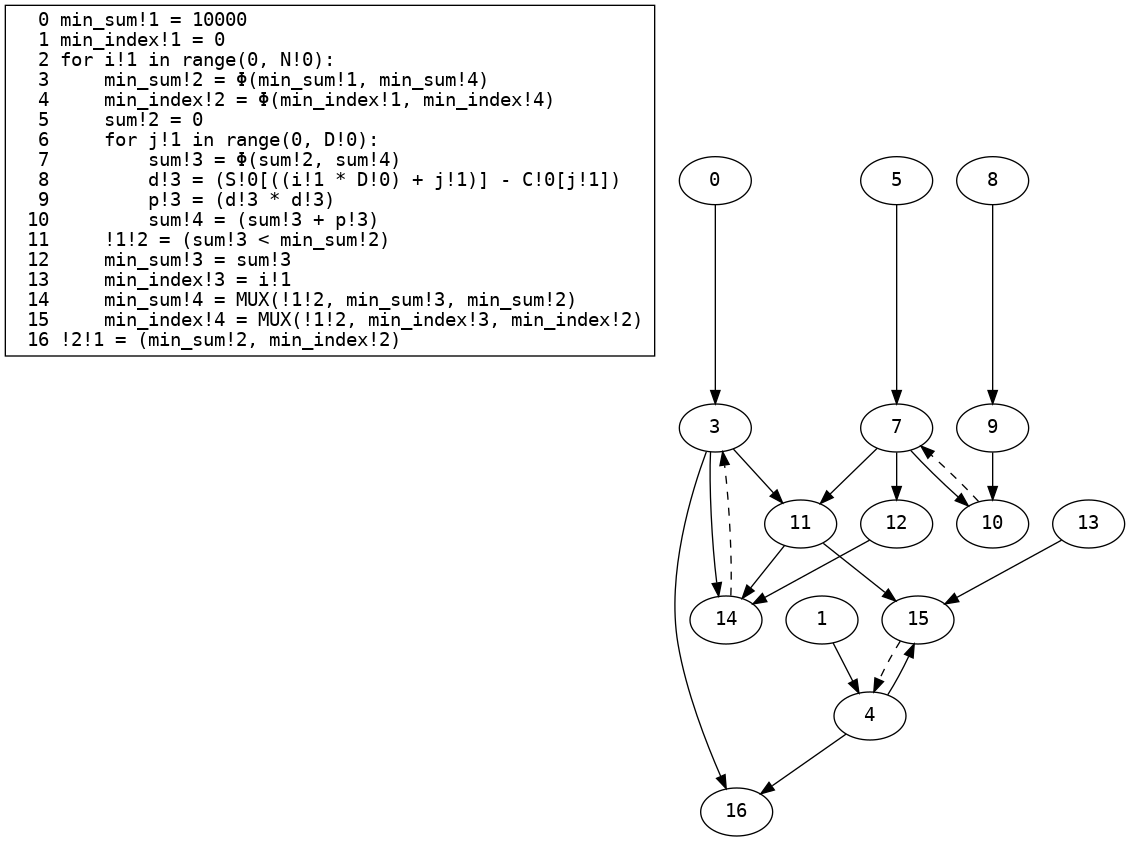 0 min_sum!1 = 10000
1 min_index!1 = 0
2 for i!1 in range(0, N!0):
3     min_sum!2 = Φ(min_sum!1, min_sum!4)
4     min_index!2 = Φ(min_index!1, min_index!4)
5     sum!2 = 0
6     for j!1 in range(0, D!0):
7         sum!3 = Φ(sum!2, sum!4)
8         d!3 = (S!0[((i!1 * D!0) + j!1)] - C!0[j!1])
9         p!3 = (d!3 * d!3)
10         sum!4 = (sum!3 + p!3)
11     !1!2 = (sum!3 < min_sum!2)
12     min_sum!3 = sum!3
13     min_index!3 = i!1
14     min_sum!4 = MUX(!1!2, min_sum!3, min_sum!2)
15     min_index!4 = MUX(!1!2, min_index!3, min_index!2)
16 !2!1 = (min_sum!2, min_index!2)
0
5
8
3
7
9
11
12
10
13
14
1
15
4
16